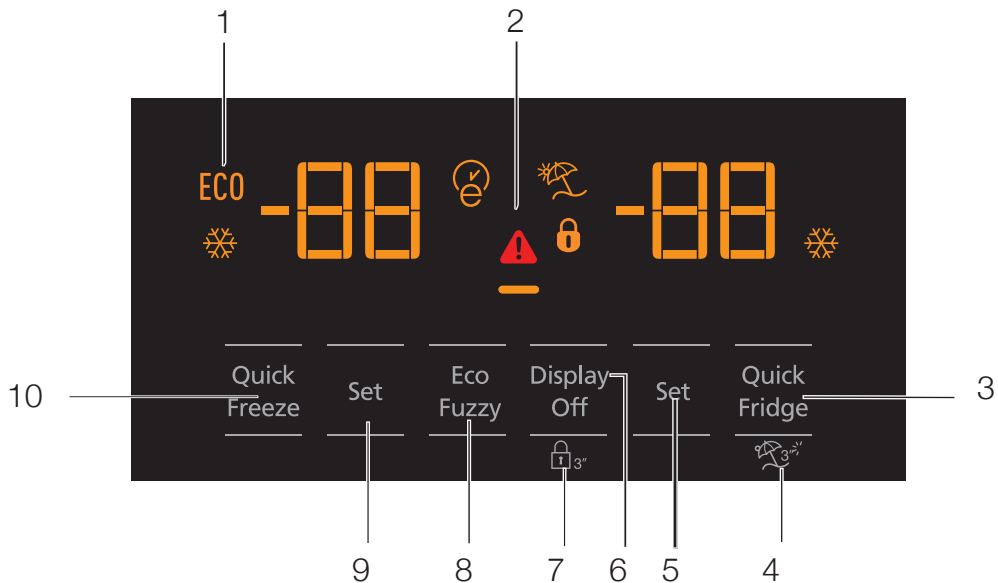 1
2
ECO
-88
e
-88
Quick
Freeze
Set
Eco
Fuzzy
Display
Off
Set
Quick
Fridge
10
3
3"
3"
9
8
7
6
5
4